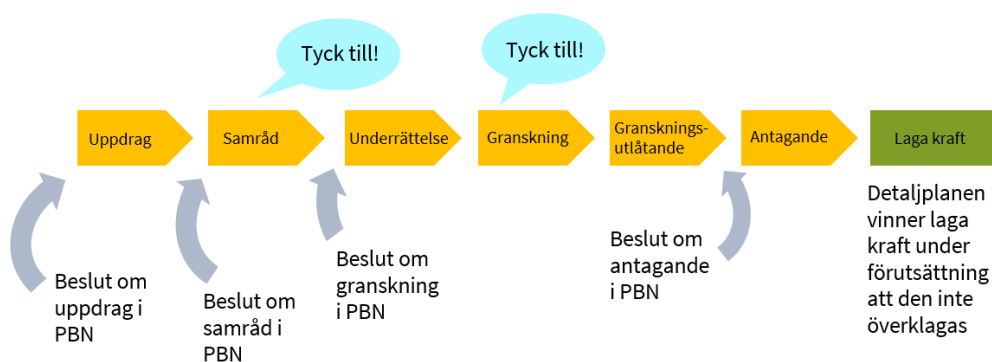 Tyck till!
Tyck till!
Uppdrag
Samråd
Underrättelse
Granskning
Gransknings-
utlåtande
Antagande
Laga kraft
Beslut om
uppdrag i
PBN
Beslut om
samråd i
PBN
Beslut om
granskning
i PBN
Beslut om
antagande
i PBN
Detaljplanen
vinner laga
kraft under
förutsättning
att den inte
överklagas